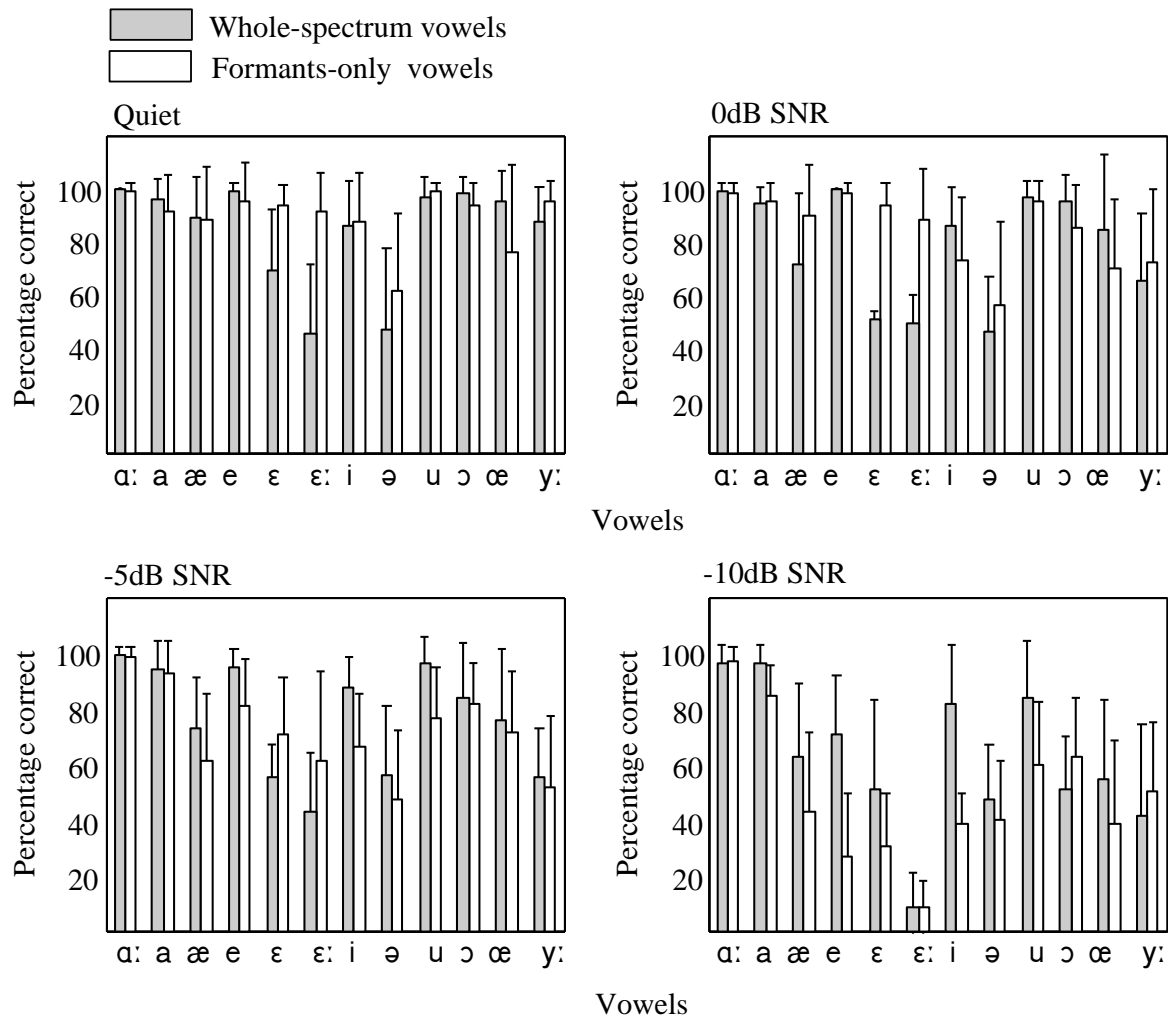 Whole-spectrum vowels
Formants-only vowels
Quiet
Percentage correct
100
80
60
40
20
ɑː a æ e ɛ ɛː i ə u ɔ œ yː
0dB SNR
Percentage correct
100
80
60
40
20
ɑː a æ e ɛ ɛː i ə u ɔ œ yː
Vowels
-5dB SNR
Percentage correct
100
80
60
40
20
ɑː a æ e ɛ ɛː i ə u ɔ œ yː
-10dB SNR
Percentage correct
100
80
60
40
20
ɑː a æ e ɛ ɛː i ə u ɔ œ yː
Vowels